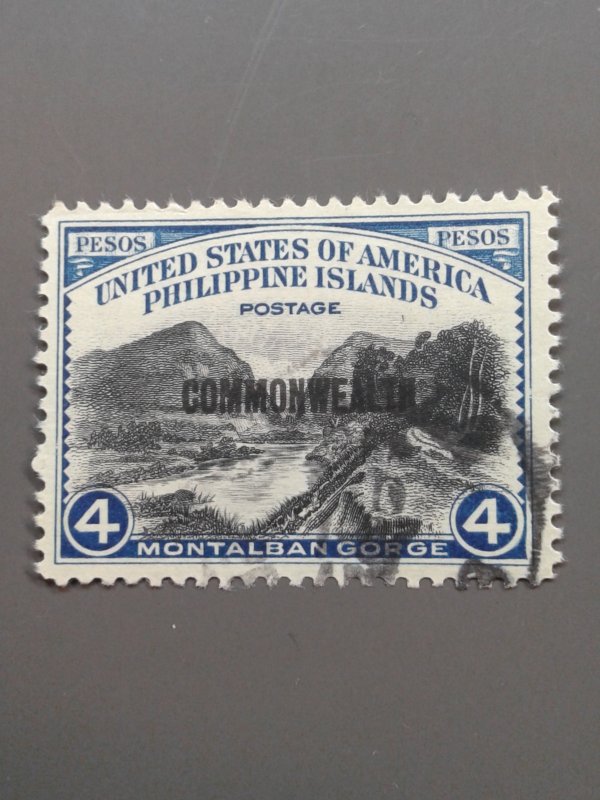 PESOS PESOS
UNITED STATES OF AMERICA
PHILIPPINE ISLANDS
POSTAGE
COMMONWEALTH
4 4
MONTALBAN GORGE